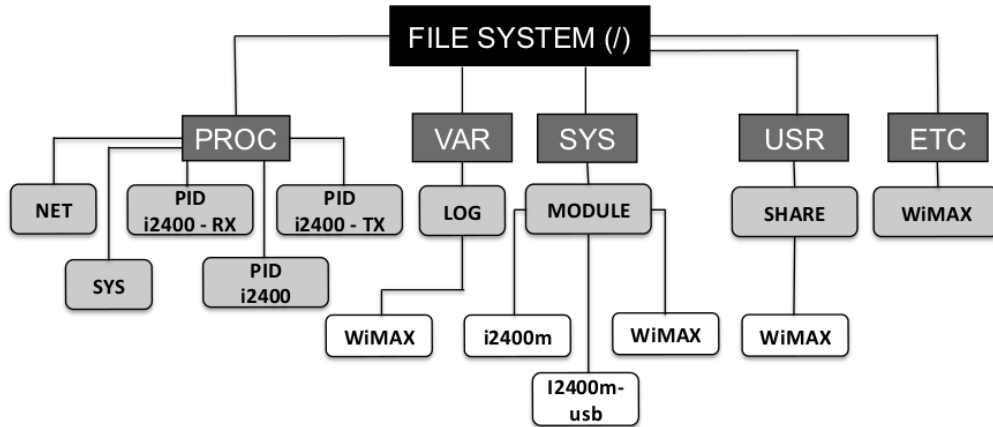 FILE SYSTEM (/)
PROC
VAR
SYS
USR
ETC
NET
PID
i2400 - RX
PID
i2400 - TX
LOG
MODULE
SHARE
WiMAX
SYS
PID
i2400
WiMAX
i2400m
WiMAX
WiMAX
I2400m-
usb